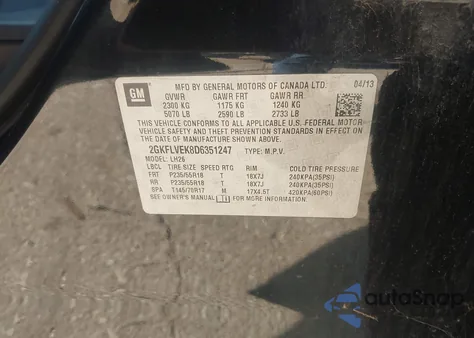 GM
MFD BY GENERAL MOTORS OF CANADA LTD. 04/13
GVWR GAWR FRT GAWR RR
2300 KG 1175 KG 1240 KG
5070 LB 2590 LB 2733 LB
THIS VEHICLE CONFORMS TO ALL APPLICABLE U.S. FEDERAL MOTOR
VEHICLE SAFETY AND THEFT PREVENTION STANDARDS IN EFFECT ON THE
DATE OF MANUFACTURE SHOWN ABOVE.
2GKFLVEK8D6351247 TYPE: M.P.V.
MODEL: LH26
LBCL TIRE SIZE SPEED RTG RIM COLD TIRE PRESSURE
FRT P235/55R18 T 18X7J 240KPA(35PSI)
RR P235/55R18 T 18X7J 240KPA(35PSI)
SPA T145/70R17 M 17X4.5T 420KPA(60PSI)
SEE OWNER'S MANUAL FOR MORE INFORMATION.
autoSnap